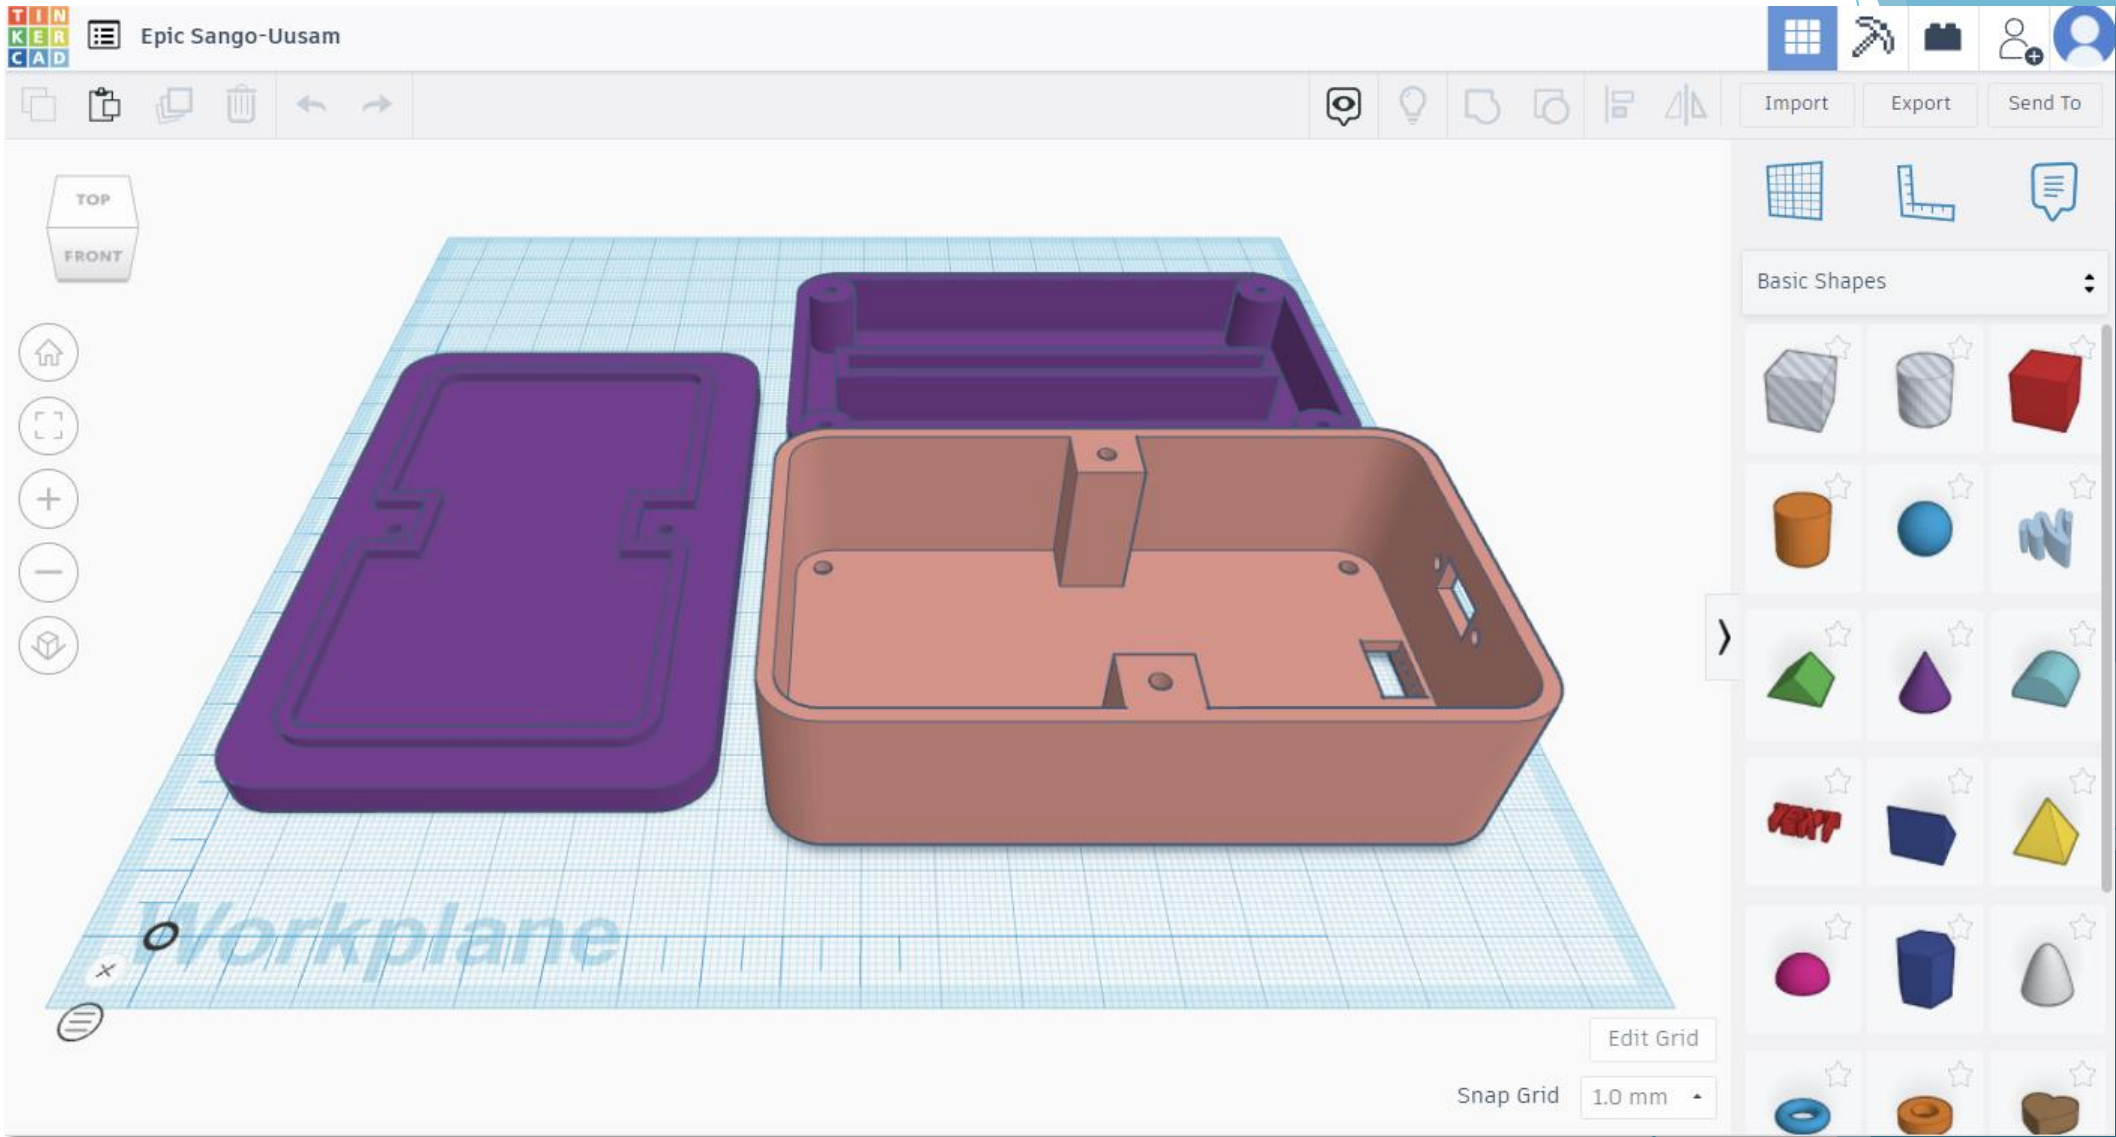 TIN
KER
CAD
Epic Sango-Uusam
Import
Export
Send To
TOP
FRONT
Basic Shapes
TEXT
Workplane
Edit Grid
Snap Grid
1.0 mm